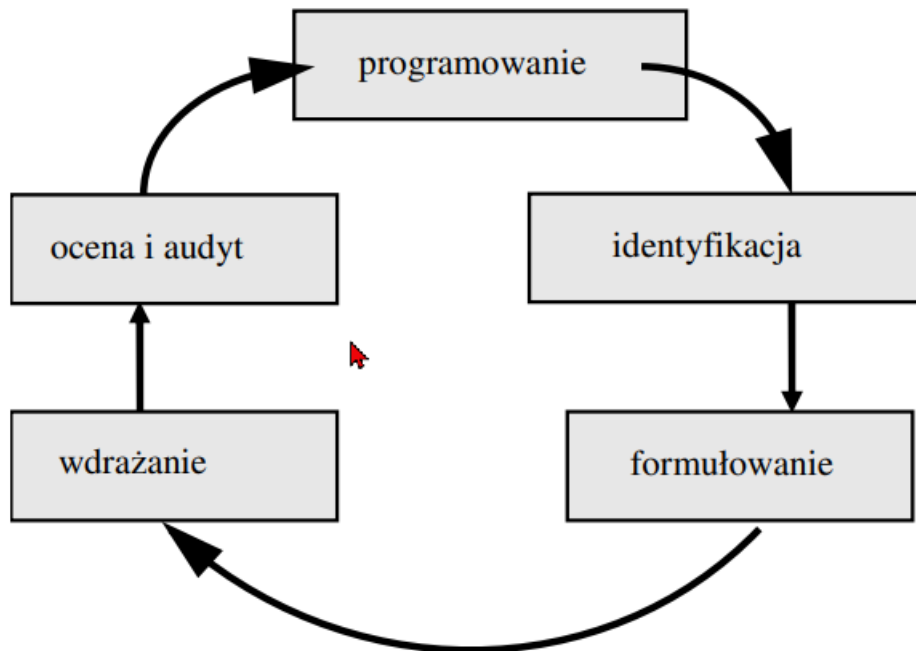 programowanie
ocena i audyt
identyfikacja
wdrażanie
formułowanie